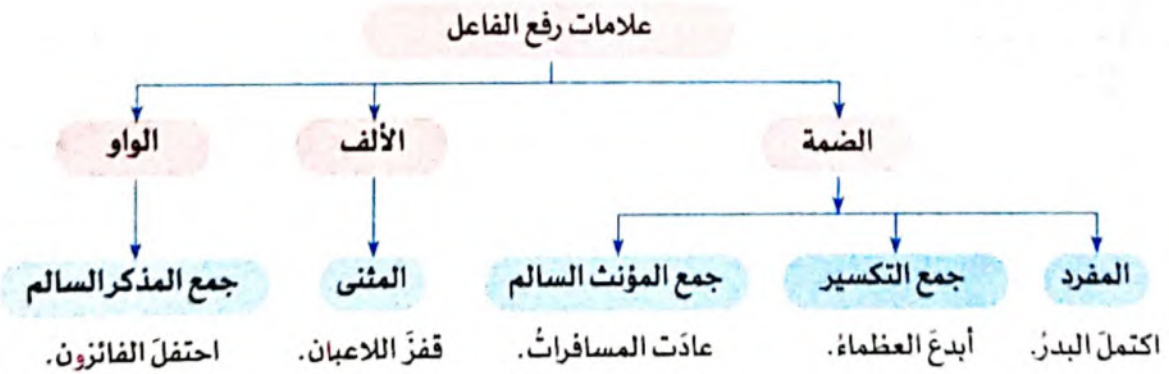 علامات رفع الفاعل
الضمة
الألف
الواو
المفرد
جمع التكسير
جمع المؤنث السالم
المثنى
جمع المذكر السالم
اكتملَ البدرُ.
أبدعَ العظماءُ.
عادَت المسافراتُ.
قفزَ اللاعبان.
احتفلَ الفائزون.